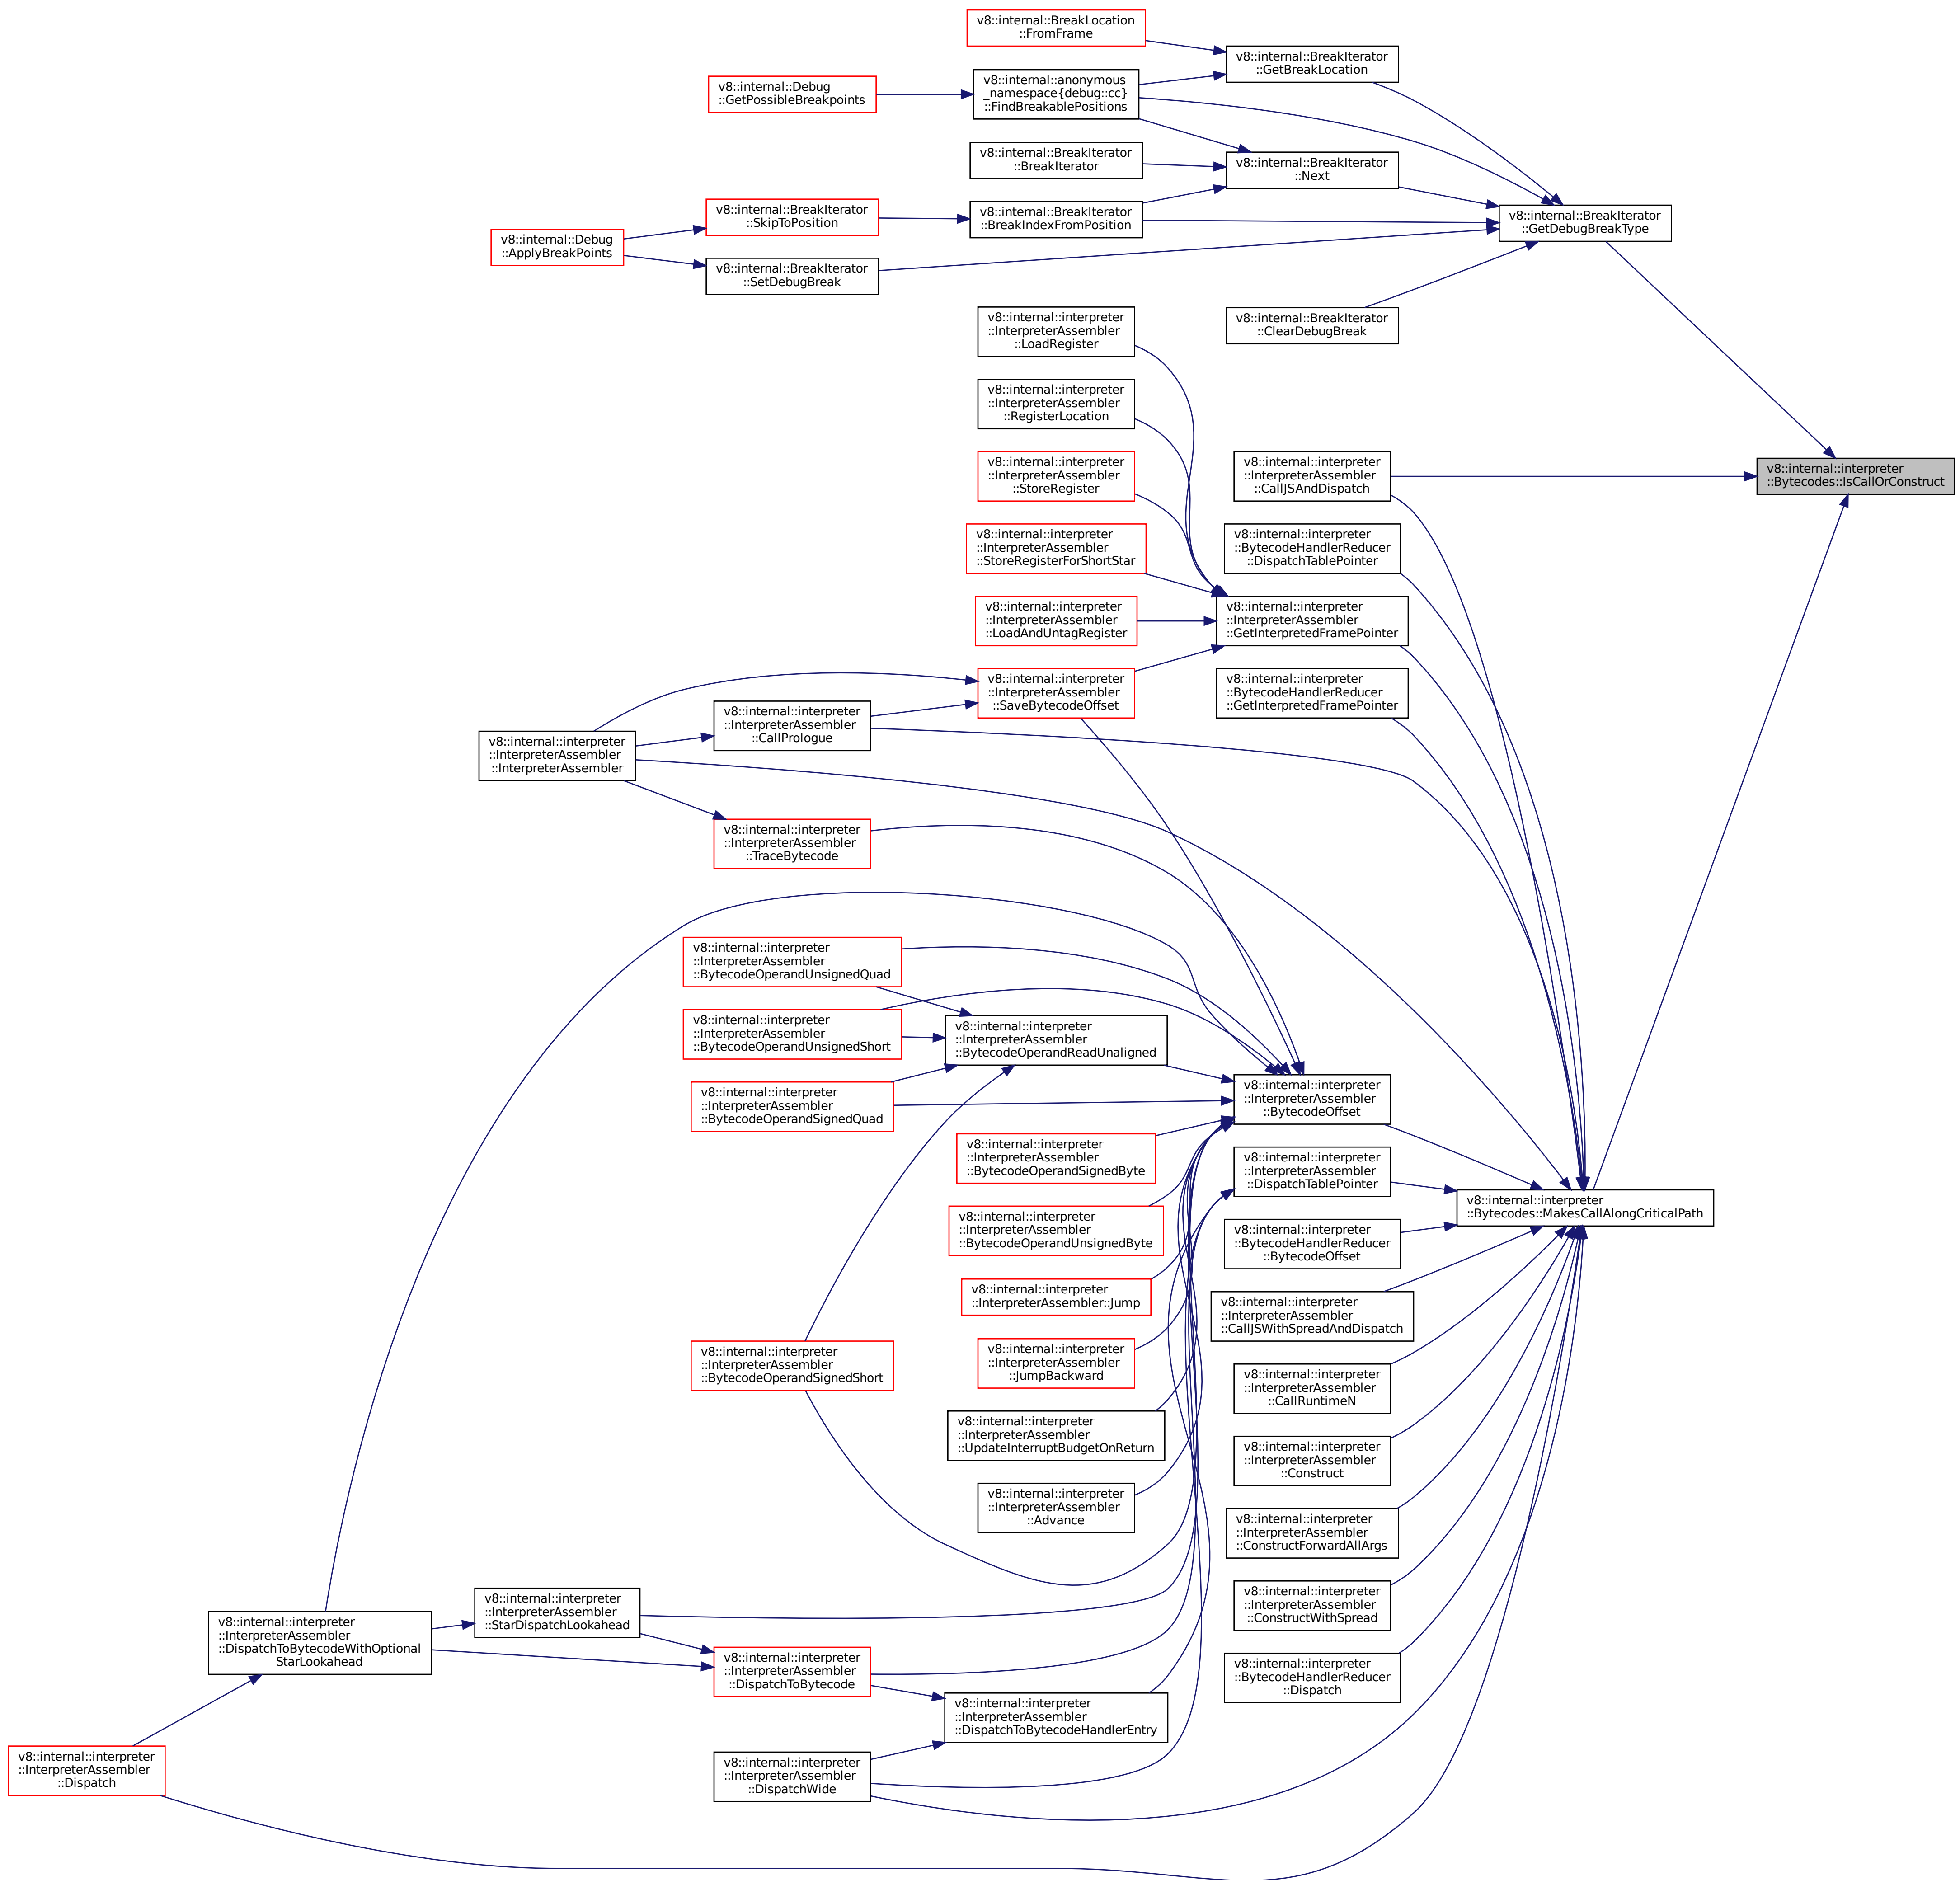 v8::internal::BreakLocation
::FromFrame
v8::internal::BreakIterator
::GetBreakLocation
v8::internal::Debug
::GetPossibleBreakpoints
v8::internal::anonymous
_namespace{debug::cc}
::FindBreakablePositions
v8::internal::BreakIterator
::BreakIterator
v8::internal::BreakIterator
::Next
v8::internal::BreakIterator
::SkipToPosition
v8::internal::BreakIterator
::BreakIndexFromPosition
v8::internal::BreakIterator
::GetDebugBreakType
v8::internal::Debug
::ApplyBreakPoints
v8::internal::BreakIterator
::SetDebugBreak
v8::internal::BreakIterator
::ClearDebugBreak
v8::internal::interpreter
::InterpreterAssembler
::LoadRegister
v8::internal::interpreter
::InterpreterAssembler
::RegisterLocation
v8::internal::interpreter
::InterpreterAssembler
::StoreRegister
v8::internal::interpreter
::InterpreterAssembler
::CallJSAndDispatch
v8::internal::interpreter
::Bytecodes::IsCallOrConstruct
v8::internal::interpreter
::InterpreterAssembler
::StoreRegisterForShortStar
v8::internal::interpreter
::BytecodeHandlerReducer
::DispatchTablePointer
v8::internal::interpreter
::InterpreterAssembler
::LoadAndUntagRegister
v8::internal::interpreter
::InterpreterAssembler
::GetInterpretedFramePointer
v8::internal::interpreter
::InterpreterAssembler
::SaveBytecodeOffset
v8::internal::interpreter
::BytecodeHandlerReducer
::GetInterpretedFramePointer
v8::internal::interpreter
::InterpreterAssembler
::CallPrologue
v8::internal::interpreter
::InterpreterAssembler
::InterpreterAssembler
v8::internal::interpreter
::InterpreterAssembler
::TraceBytecode
v8::internal::interpreter
::InterpreterAssembler
::BytecodeOperandUnsignedQuad
v8::internal::interpreter
::InterpreterAssembler
::BytecodeOperandUnsignedShort
v8::internal::interpreter
::InterpreterAssembler
::BytecodeOperandReadUnaligned
v8::internal::interpreter
::InterpreterAssembler
::BytecodeOperandSignedQuad
v8::internal::interpreter
::InterpreterAssembler
::BytecodeOffset
v8::internal::interpreter
::InterpreterAssembler
::BytecodeOperandSignedByte
v8::internal::interpreter
::InterpreterAssembler
::DispatchTablePointer
v8::internal::interpreter
::Bytecodes::MakesCallAlongCriticalPath
v8::internal::interpreter
::InterpreterAssembler
::BytecodeOperandUnsignedByte
v8::internal::interpreter
::BytecodeHandlerReducer
::BytecodeOffset
v8::internal::interpreter
::InterpreterAssembler::Jump
v8::internal::interpreter
::InterpreterAssembler
::CallJSWithSpreadAndDispatch
v8::internal::interpreter
::InterpreterAssembler
::BytecodeOperandSignedShort
v8::internal::interpreter
::InterpreterAssembler
::JumpBackward
v8::internal::interpreter
::InterpreterAssembler
::CallRuntimeN
v8::internal::interpreter
::InterpreterAssembler
::UpdateInterruptBudgetOnReturn
v8::internal::interpreter
::InterpreterAssembler
::Construct
v8::internal::interpreter
::InterpreterAssembler
::Advance
v8::internal::interpreter
::InterpreterAssembler
::ConstructForwardAllArgs
v8::internal::interpreter
::InterpreterAssembler
::ConstructWithSpread
v8::internal::interpreter
::InterpreterAssembler
::StarDispatchLookahead
v8::internal::interpreter
::InterpreterAssembler
::DispatchToBytecodeWithOptional
StarLookahead
v8::internal::interpreter
::InterpreterAssembler
::DispatchToBytecode
v8::internal::interpreter
::BytecodeHandlerReducer
::Dispatch
v8::internal::interpreter
::InterpreterAssembler
::DispatchToBytecodeHandlerEntry
v8::internal::interpreter
::InterpreterAssembler
::Dispatch
v8::internal::interpreter
::InterpreterAssembler
::DispatchWide